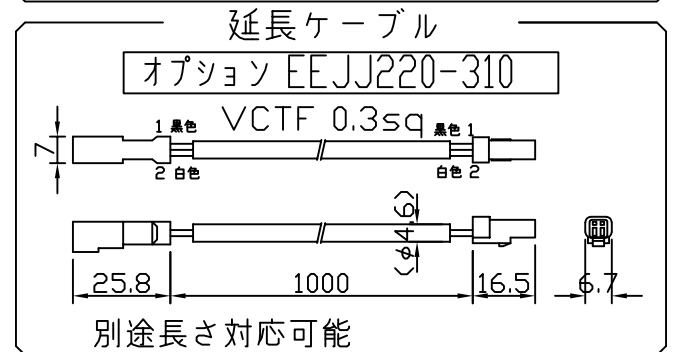 延長ケーブル
オプション EEJJ220-310
VCTF 0.3sq
1 黒色
黒色 1
7
2 白色
白色 2
(φ4.6)
25.8
1000
16.5
6.7
別途長さ対応可能